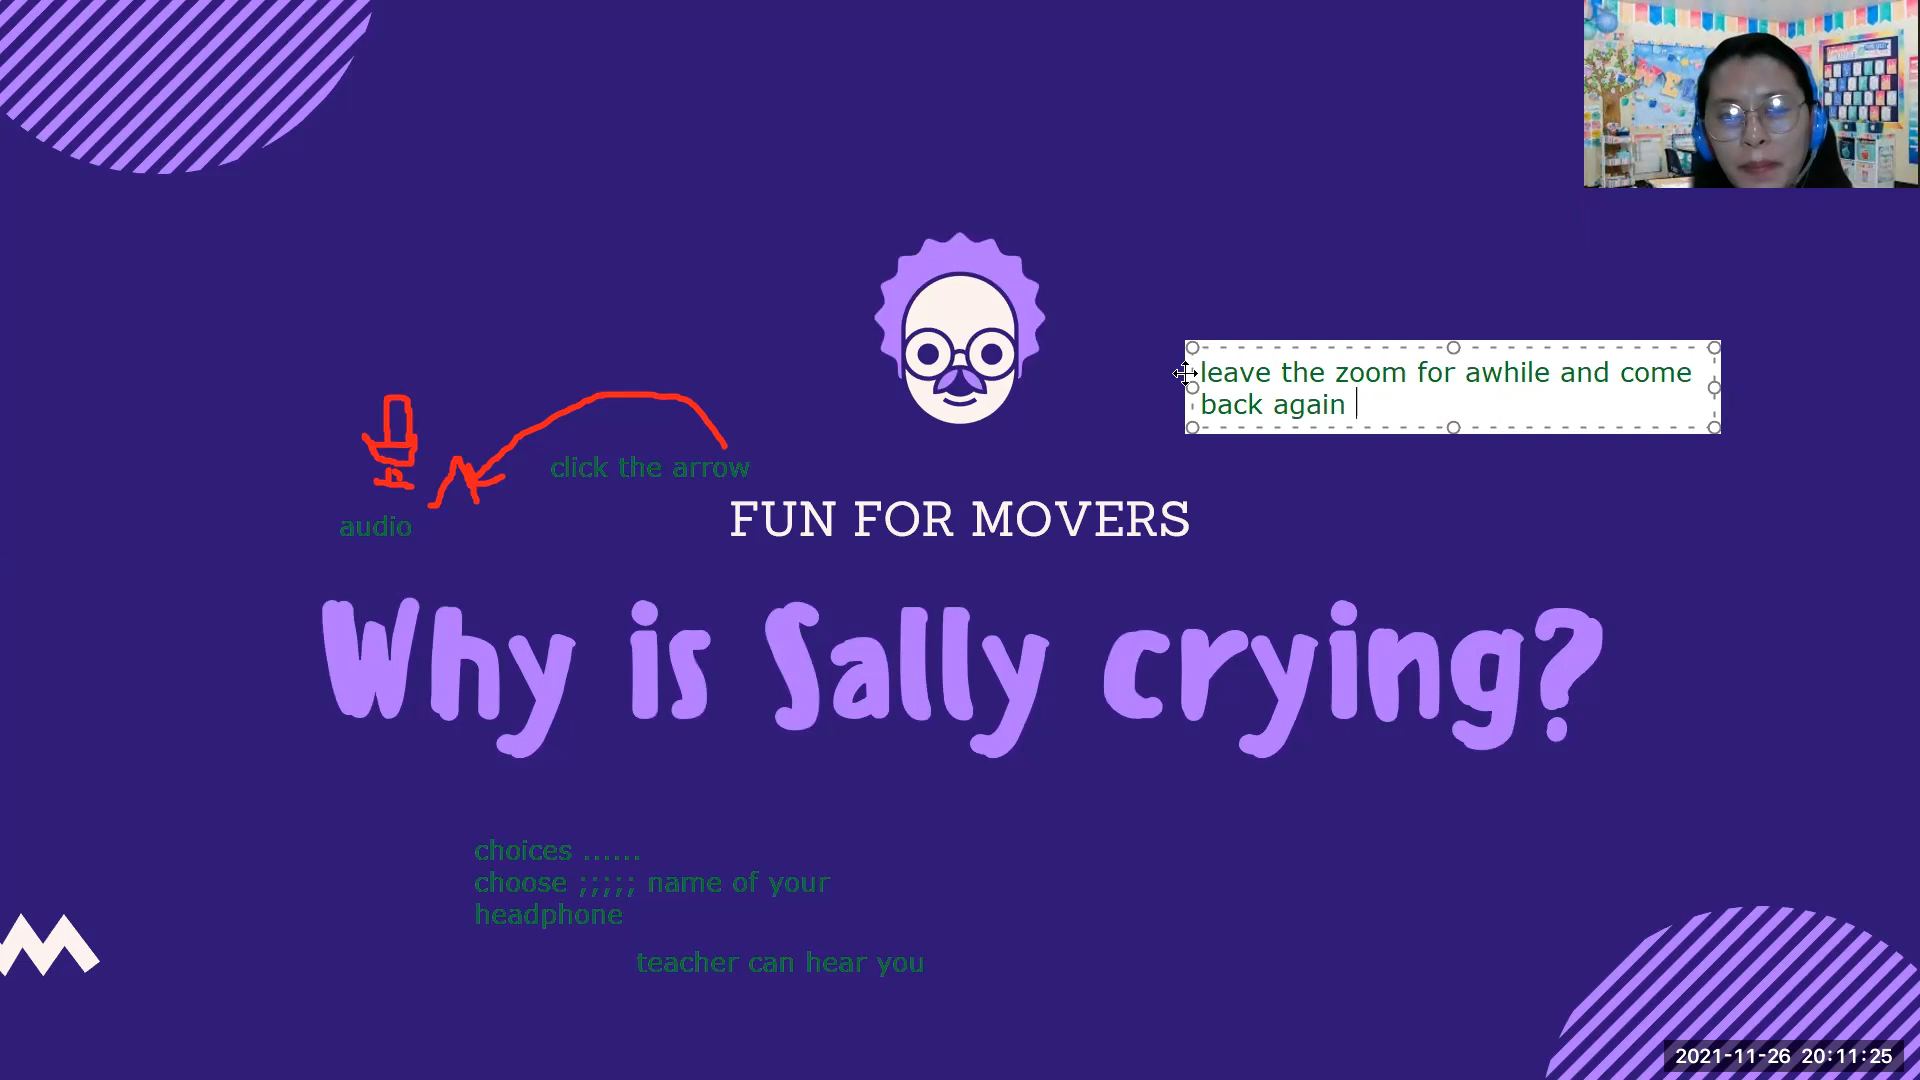 leave the zoom for awhile and come
back again
click the arrow
audio
FUN FOR MOVERS
Why is Sally crying?
choices ......
choose ;;;;; name of your
headphone
teacher can hear you
2021-11-26 20:11:25